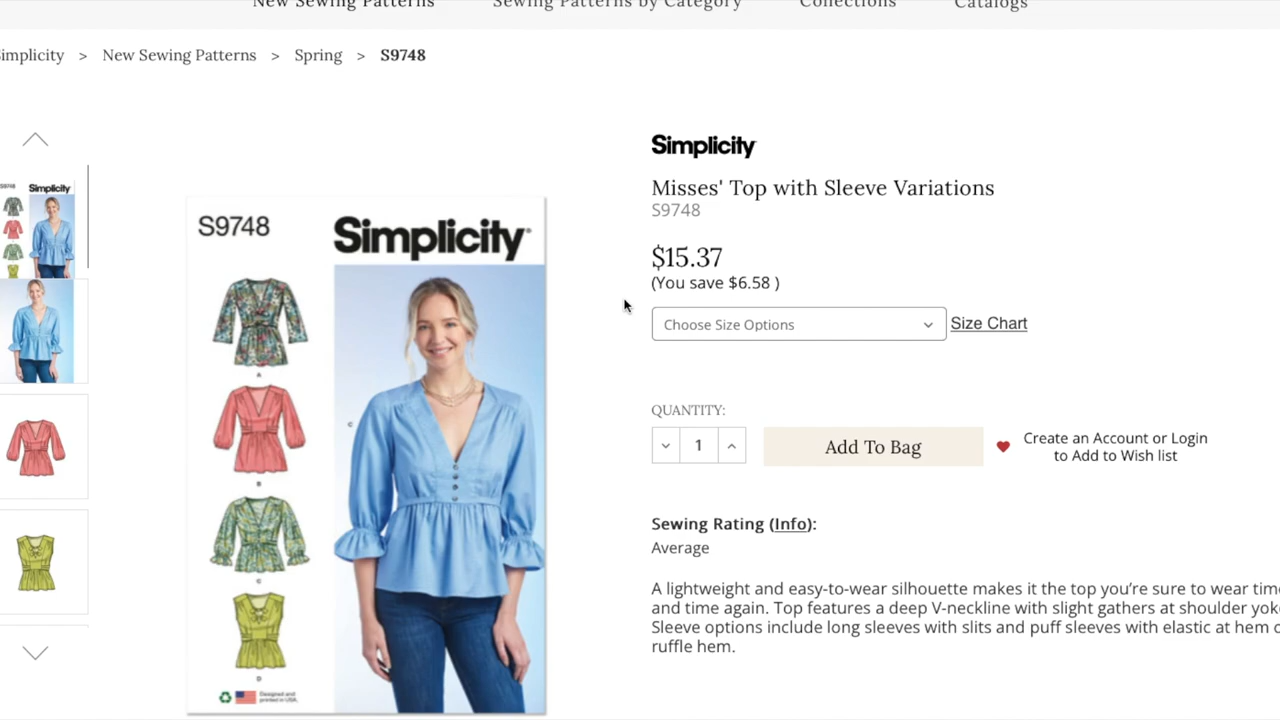 New Sewing Patterns
Sewing Patterns by Category
Collections
Catalogs
Simplicity > New Sewing Patterns > Spring > S9748
Simplicity
S9748
Simplicity
A
B
C
D
C
Designed and
printed in USA.
Simplicity
Misses' Top with Sleeve Variations
S9748
$15.37
(You save $6.58 )
Choose Size Options
Size Chart
QUANTITY:
1
Add To Bag
Create an Account or Login
to Add to Wish list
Sewing Rating (Info):
Average
A lightweight and easy-to-wear silhouette makes it the top you’re sure to wear
and time again. Top features a deep V-neckline with slight gathers at shoulder
Sleeve options include long sleeves with slits and puff sleeves with elastic at hem
ruffle hem.